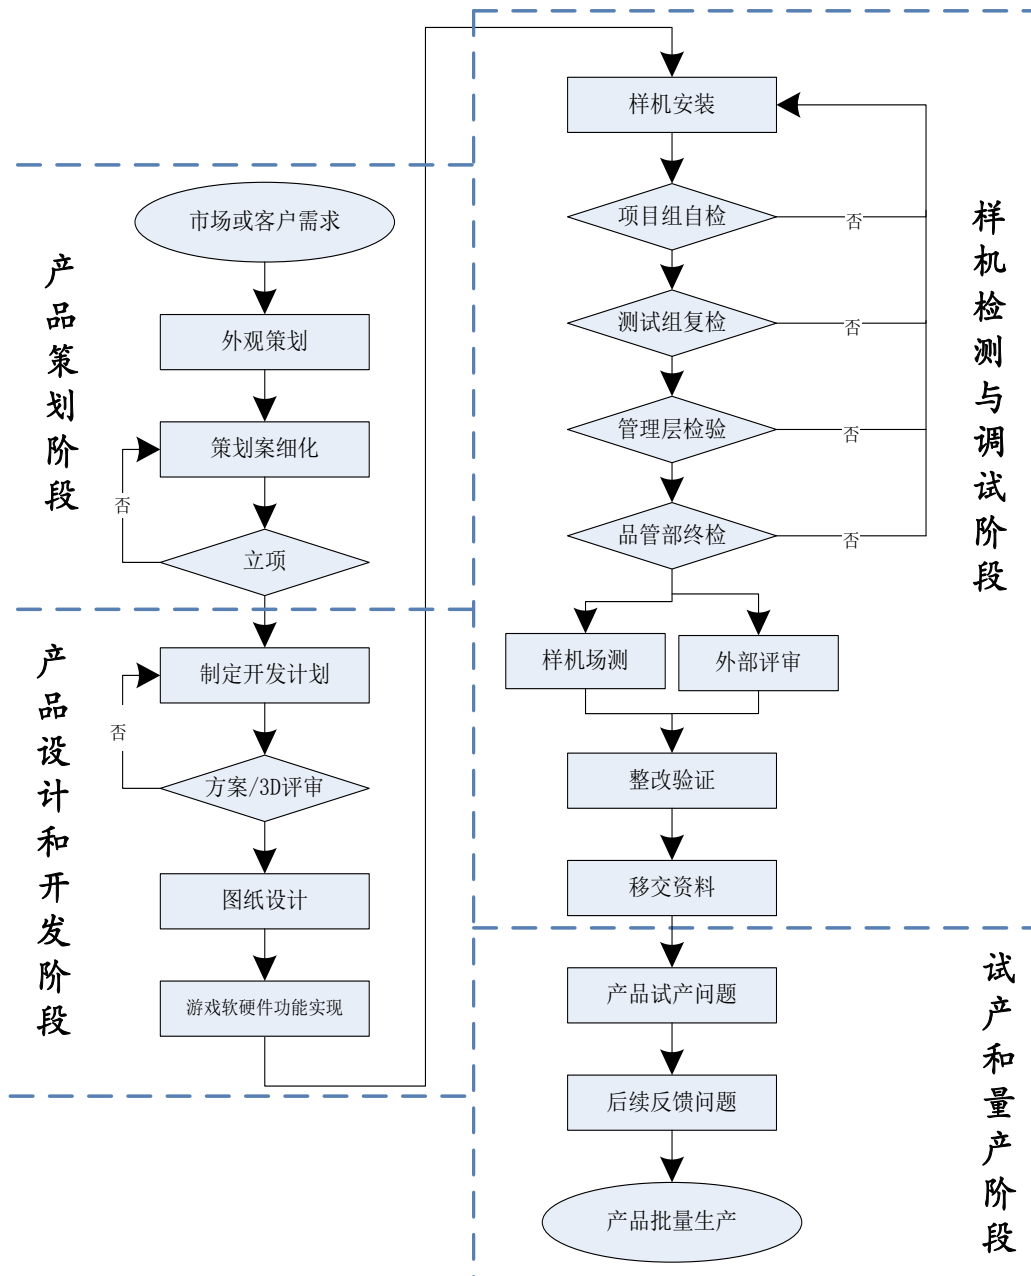 产品策划阶段
市场或客户需求
外观策划
策划案细化
否
立项
产品设计和开发阶段
制定开发计划
否
方案/3D评审
图纸设计
游戏软硬件功能实现
样机检测与调试阶段
样机安装
项目组自检
否
测试组复检
否
管理层检验
否
品管部终检
否
样机场测
外部评审
整改验证
移交资料
试产和量产阶段
产品试产问题
后续反馈问题
产品批量生产